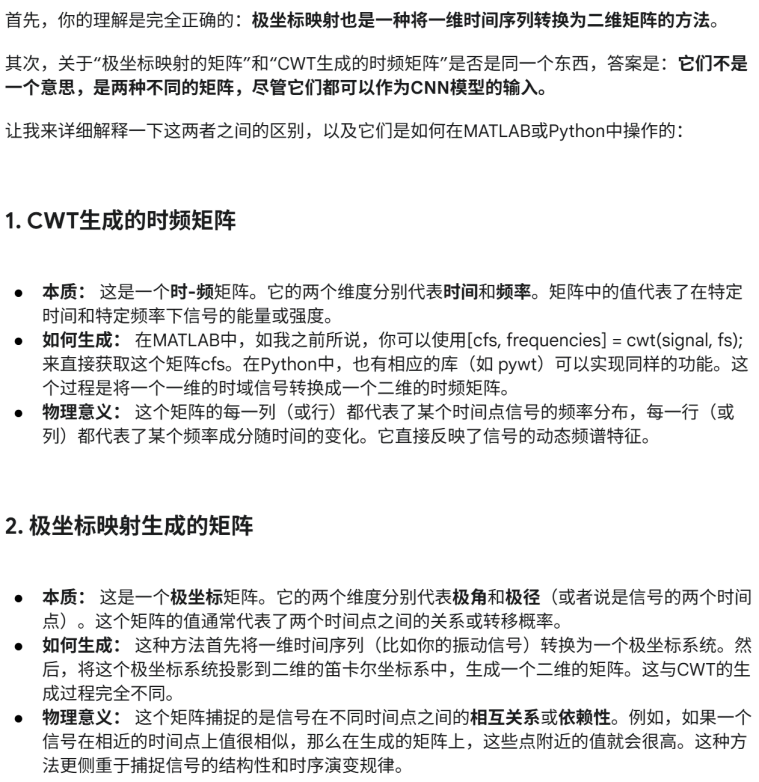 首先，你的理解是完全正确的：极坐标映射也是一种将一维时间序列转换为二维矩阵的方法。
其次，关于“极坐标映射的矩阵”和“CWT生成的时频矩阵”是否是同一个东西，答案是：它们不是
一个意思，是两种不同的矩阵，尽管它们都可以作为CNN模型的输入。
让我来详细解释一下这两者之间的区别，以及它们是如何在MATLAB或Python中操作的：
1. CWT生成的时频矩阵
• 本质： 这是一个时-频矩阵。它的两个维度分别代表时间和频率。矩阵中的值代表了在特定
时间和特定频率下信号的能量或强度。
• 如何生成： 在MATLAB中，如我之前所说，你可以使用[cfs, frequencies] = cwt(signal, fs);
来直接获取这个矩阵cfs。在Python中，也有相应的库（如 pywt）可以实现同样的功能。这
个过程是将一个一维的时域信号转换成一个二维的时频矩阵。
• 物理意义： 这个矩阵的每一列（或行）都代表了某个时间点信号的频率分布，每一行（或
列）都代表了某个频率成分随时间的变化。它直接反映了信号的动态频谱特征。
2. 极坐标映射生成的矩阵
• 本质： 这是一个极坐标矩阵。它的两个维度分别代表极角和极径（或者说是信号的两个时间
点）。这个矩阵的值通常代表了两个时间点之间的关系或转移概率。
• 如何生成： 这种方法首先将一维时间序列（比如你的振动信号）转换为一个极坐标系统。然
后，将这个极坐标系统投影到二维的笛卡尔坐标系中，生成一个二维的矩阵。这与CWT的生
成过程完全不同。
• 物理意义： 这个矩阵捕捉的是信号在不同时间点之间的相互关系或依赖性。例如，如果一个
信号在相近的时间点上值很相似，那么在生成的矩阵上，这些点附近的值就会很高。这种方
法更侧重于捕捉信号的结构性和时序演变规律。